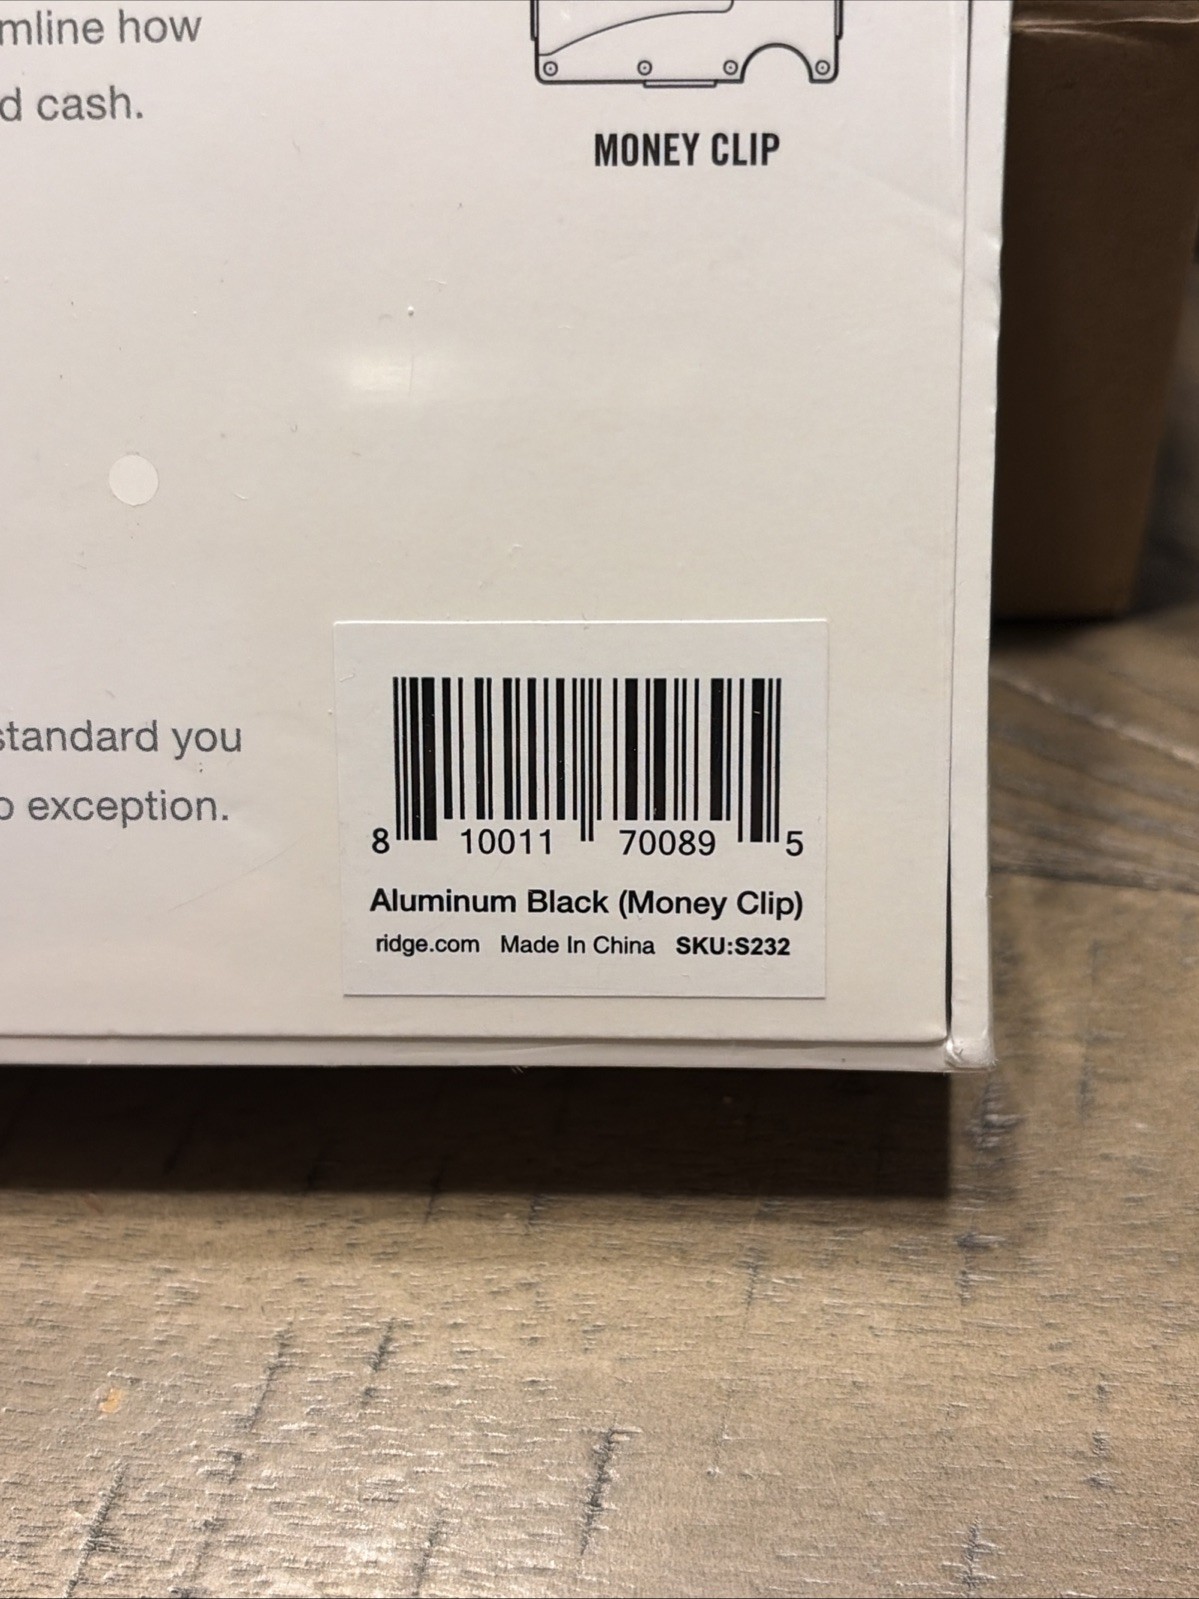 mline how
d cash.
MONEY CLIP
standard you
o exception.
8 10011 70089 5
Aluminum Black (Money Clip)
ridge.com Made In China SKU:S232